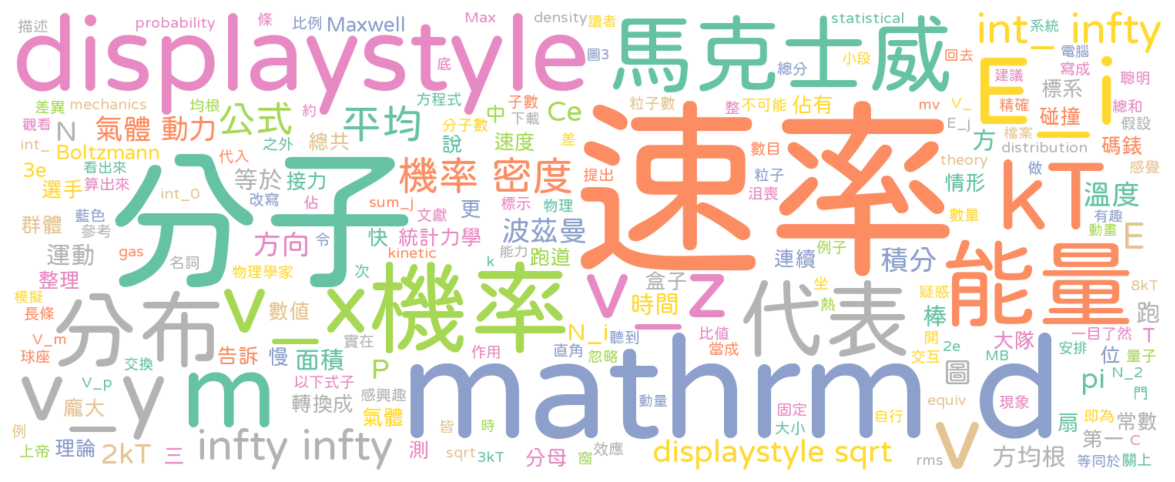 描述 probability 條 比例 Maxwell Max density 讀者 statistical 系統
displaystyle 馬克士威 int_ infty
底 圖3 總分 小段 回去 電腦 寫成 建議 聰明
差異 mechanics 均根 約 方程式 子數 下載 粒子數 整 不可能 佔有 mv V_ 精確 標系 總和
觀看 N 氣體 動力 公式 平均 中 Ce 差 速率 E_i 碰撞 假設
int_ Boltzmann 看出來 之外 分子數 說 速度 數目 E_j 方 檔案 distribution 碼錶
3e 選手 算出來 代入 總共 機率 密度 提出 粒子 theory 做 感覺
分子 等於 接力 int_0 改寫 佔 sum_j 文獻 標示 物理 沮喪 情形 kT 溫度
群體 藍色 參考 更 數量 有趣
運動 gas 名詞 方向 令 快 統計力學 波茲曼 能力 跑道 kinetic 連續 例子 積分 動畫 E
整理 物理學家 次 k 盒子 坐 熱 疑惑 能量 8kT
模擬 長條 分布 v_x 數值 機率 v_z 時間 代表 棒 跑
V_m 球座 實在 告訴 慢 面積 作用 N_i 聽到 比值 當成 開 大隊 一目了然 T
交換 P 直角 忽略 交互 2e MB 位 安排 量子
v_y V_p m 以下式子 感興趣 mathrm d 動量 圖 現象 pi N_2 門
龐大 轉換成 氣體 固定 大小 自行 equiv v 扇 即為 常數
例 上帝 理論 2kT 三 infty infty 測 皆 sqrt 時 3kT 分母 窗 效應 displaystyle sqrt rms 方均根 第一 C 等同於 關上